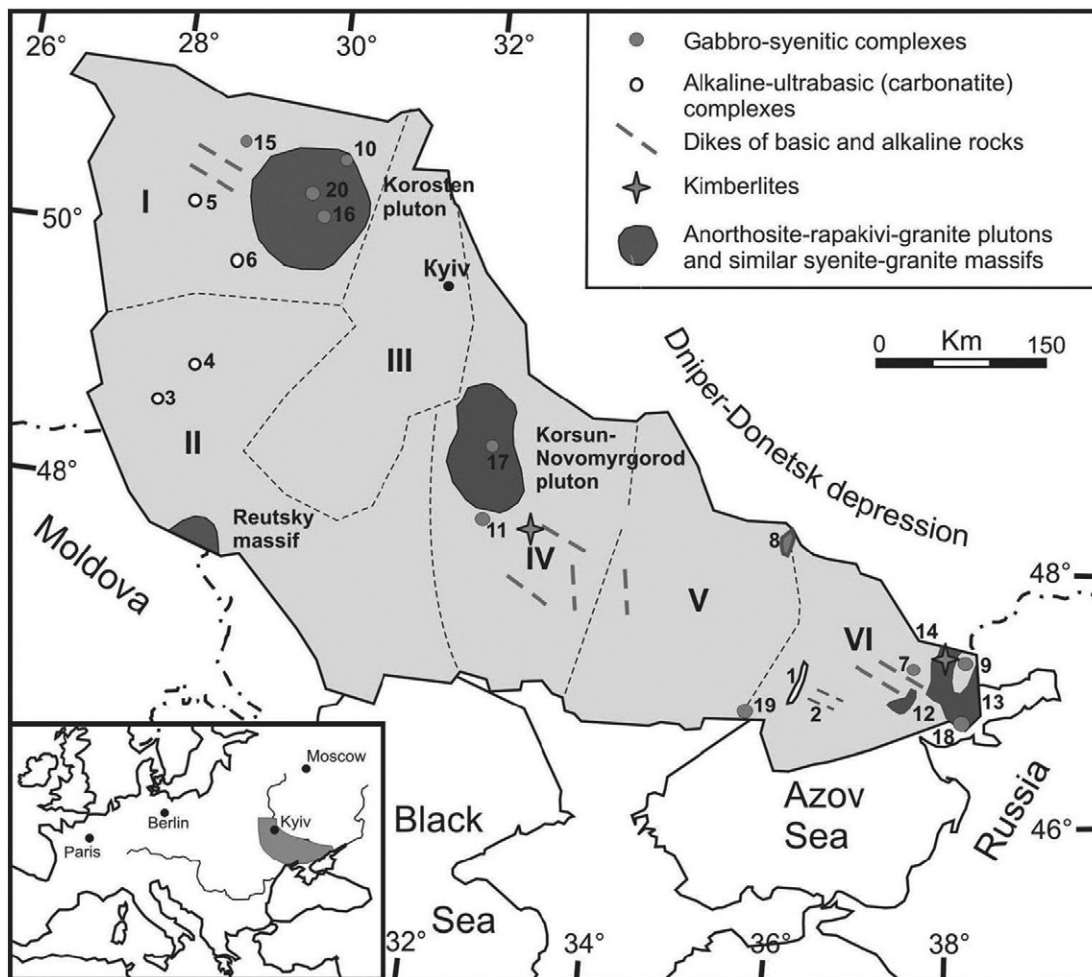 26°
28°
30°
32°
50°
48°
48°
46°
32°
34°
36°
38°
Gabbro-syenitic complexes
Alkaline-ultrabasic (carbonatite)
complexes
Dikes of basic and alkaline rocks
Kimberlites
Anorthosite-rapakivi-granite plutons
and similar syenite-granite massifs
0 Km 150
15
10
20
16
Korosten
pluton
I
5
6
Kyiv
III
4
3
II
Korsun-
Novomyrgorod
pluton
17
11
IV
Reutsky
massif
Moldova
Dniper-Donetsk depression
8
V
VI
14
7
9
1
2
12
13
19
18
Black
Sea
Azov
Sea
Russia
Moscow
Berlin
Kyiv
Paris